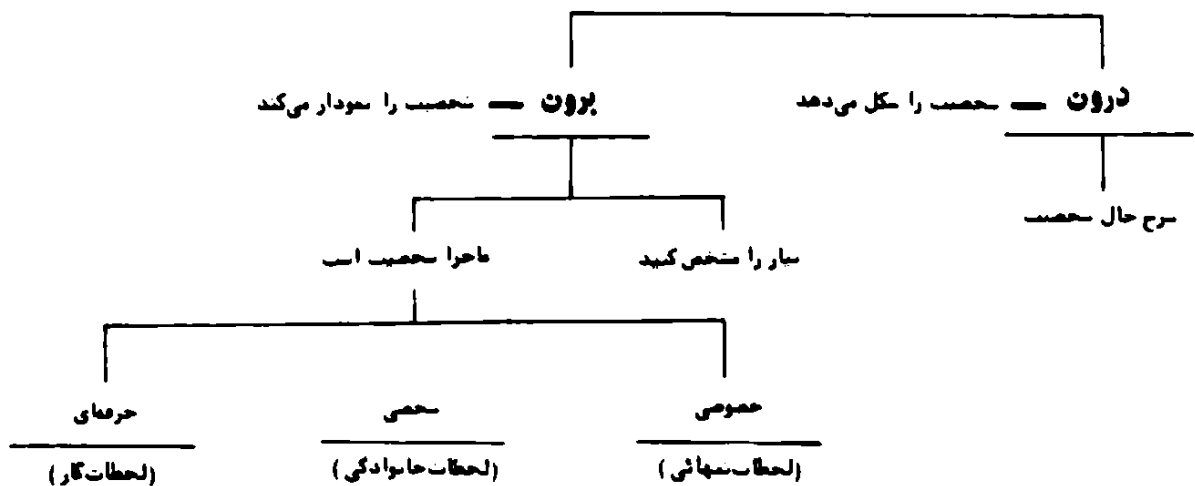 درون — شخصیت را شکل می‌دهد
برون — شخصیت را نمودار می‌کند
شرح حال شخصیت
نیاز را مشخص کنید
ماجرا شخصیت است
خصوصی
شخصی
حرفه‌ای
(لحظات تنهائی)
(لحظات خانوادگی)
(لحظات کار)